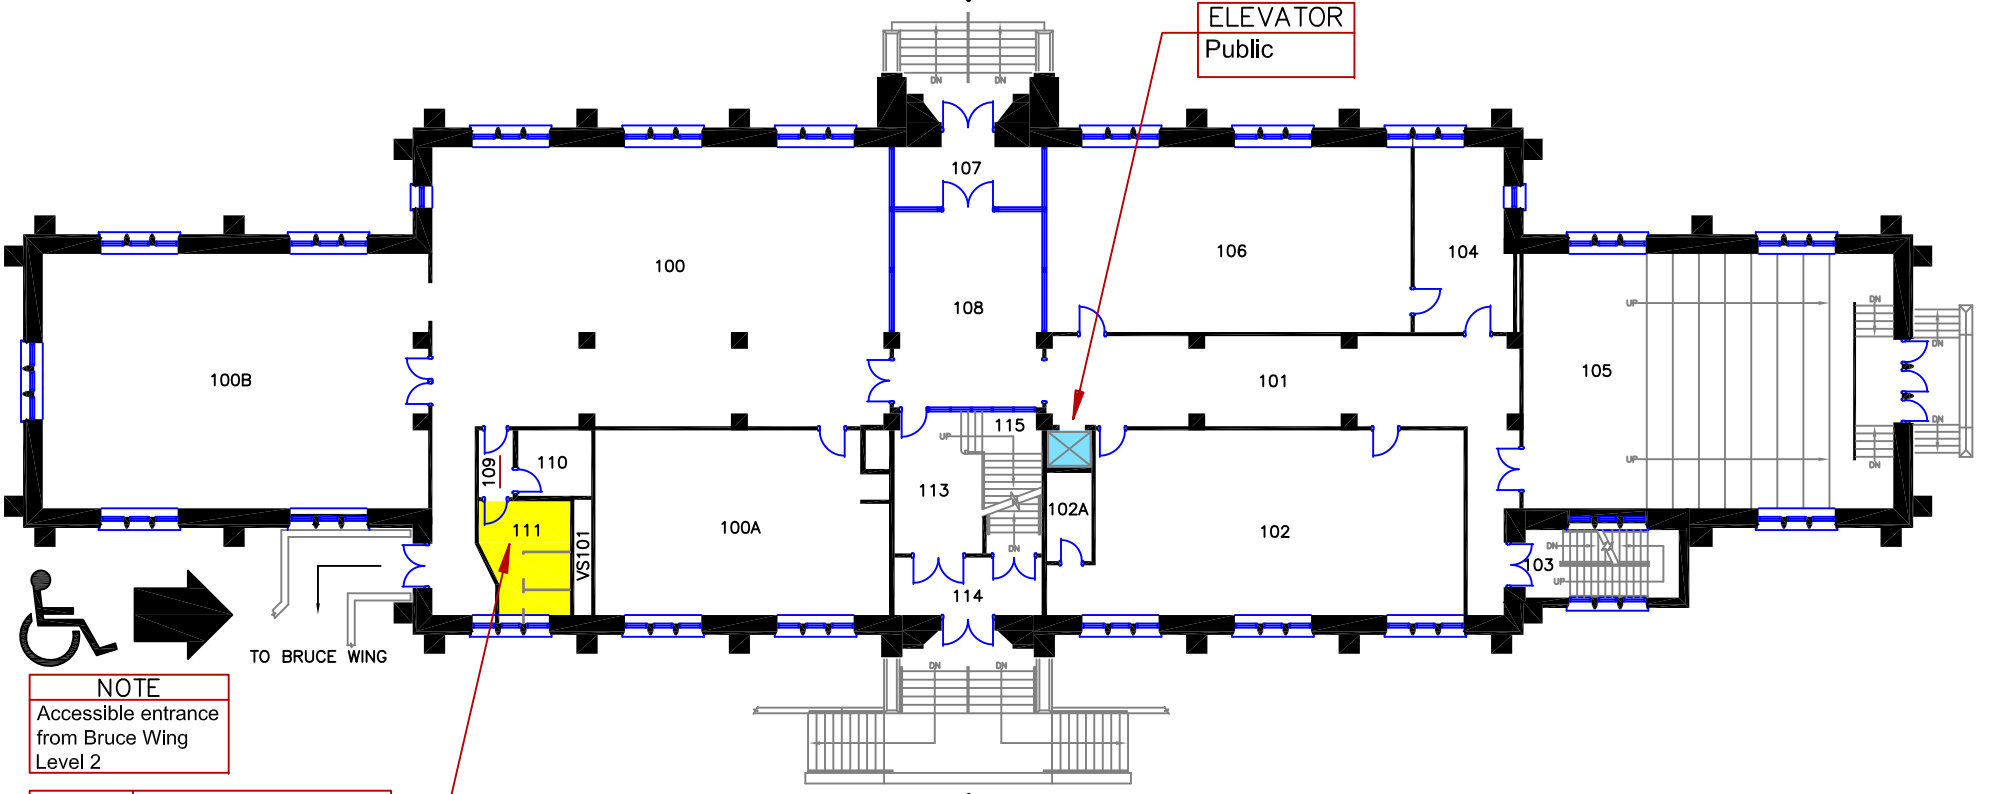 ELEVATOR
Public
DN
DN
107
100
106
104
108
UP
DN
DN
100B
101
105
115
UP
109
110
113
111
100A
VS101
102A
102
DN
UP
DN
DN
103
DN
UP
114
TO BRUCE WING
DN
DN
NOTE
Accessible entrance
from Bruce Wing
Level 2